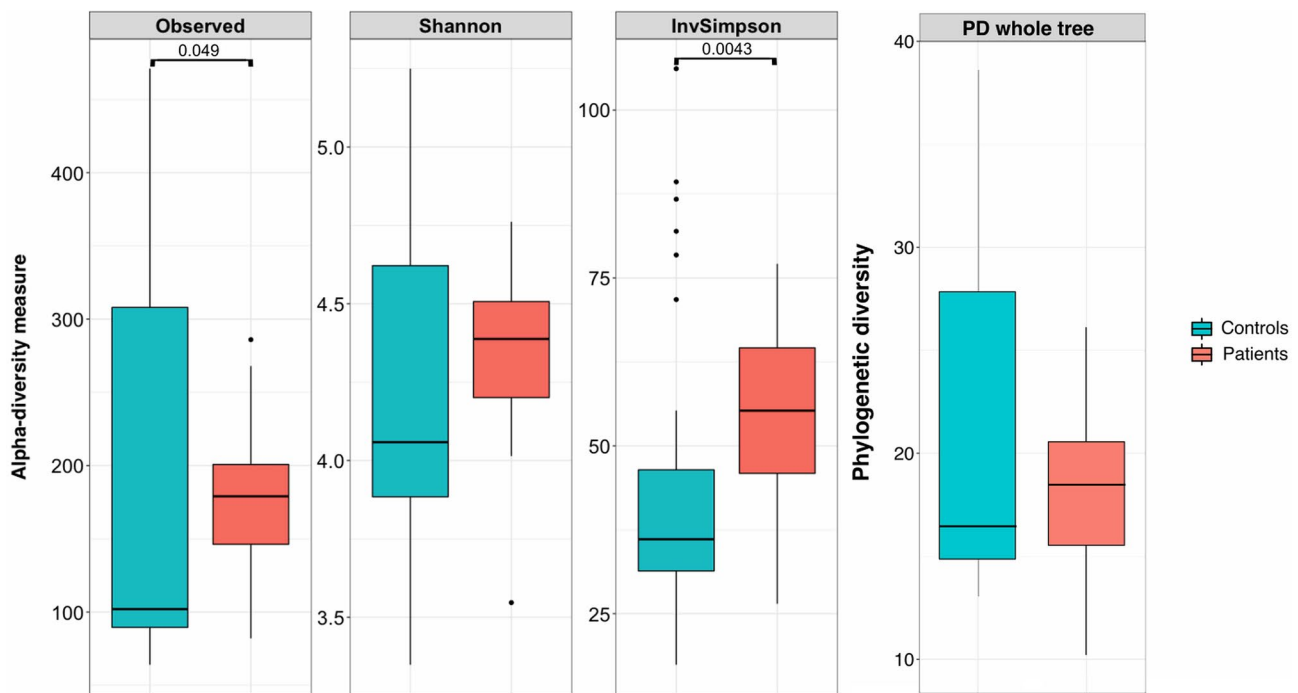 Observed
Shannon
InvSimpson
PD whole tree
0.049
0.0043
Alpha-diversity measure
400
300
200
100
5.0
4.5
4.0
3.5
100
75
50
25
Phylogenetic diversity
40
30
20
10
Controls
Patients